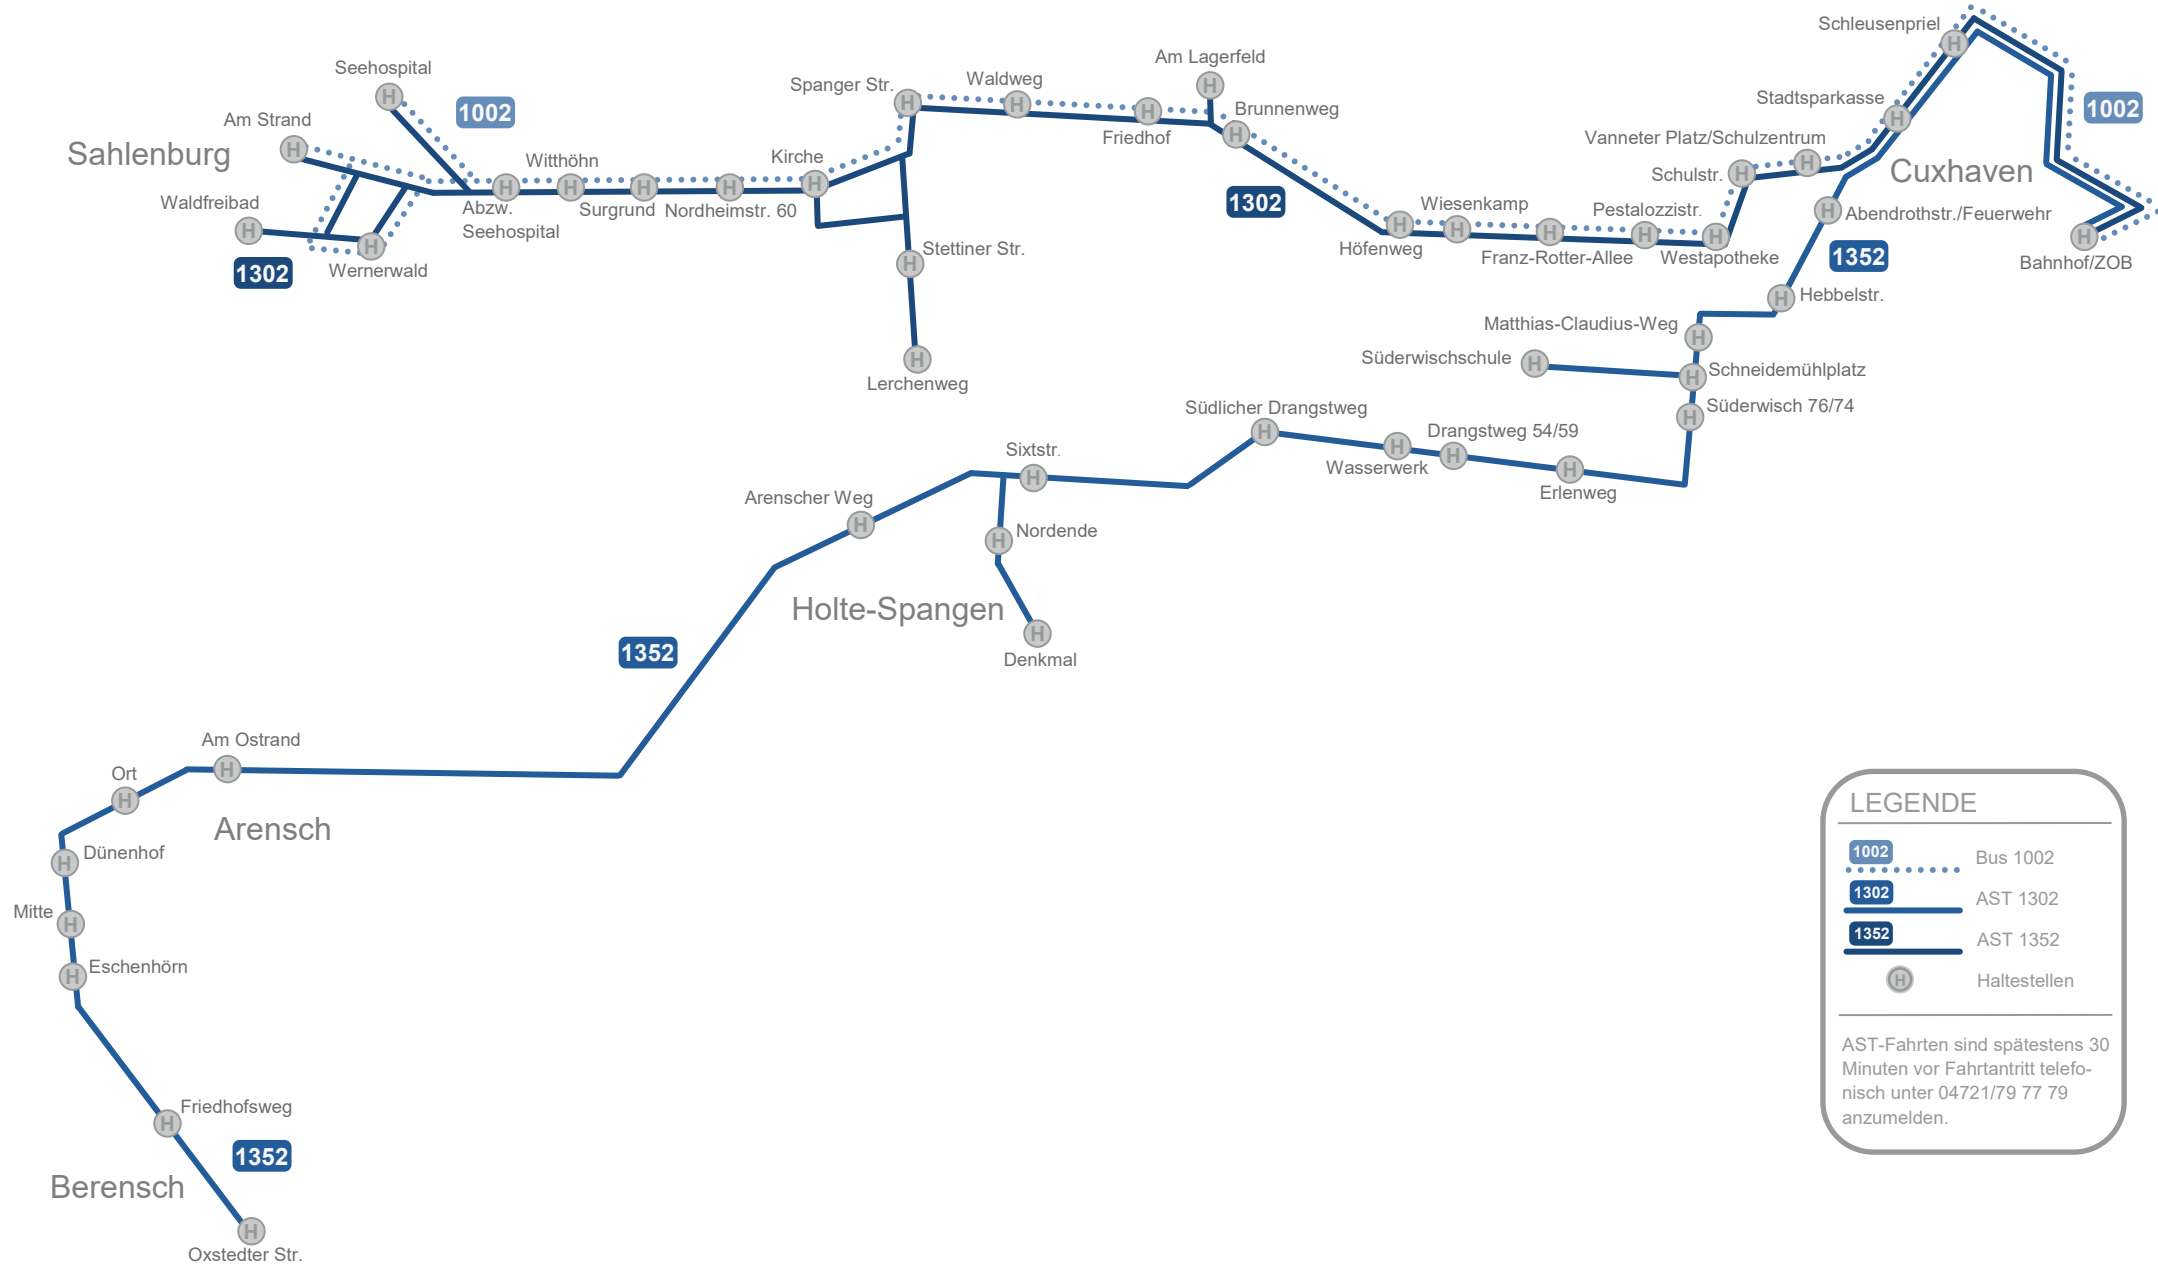 Schleusenpriel
Seehospital
Am Lagerfeld
Waldweg
Spanger Str.
1002
Stadtsparkasse
1002
Am Strand
Brunnenweg
Friedhof
Vanneter Platz/Schulzentrum
Sahlenburg
Witthöhn
Kirche
Schulstr.
Cuxhaven
Waldfreibad
Abzw.
Seehospital
Surgrund
Nordheimstr. 60
1302
Wiesenkamp
Pestalozzistr.
Abendrothstr./Feuerwehr
Stettiner Str.
Höfenweg
Franz-Rotter-Allee
Westapotheke
1352
Bahnhof/ZOB
1302
Wernerwald
Hebbelstr.
Matthias-Claudius-Weg
Süderwischschule
Schneidemühlplatz
Lerchenweg
Südlicher Drangstweg
Süderwisch 76/74
Drangstweg 54/59
Sixtstr.
Wasserwerk
Erlenweg
Arenscher Weg
Nordende
Holte-Spangen
1352
Denkmal
Am Ostrand
Ort
Arensch
Dünenhof
Mitte
Eschenhörn
Friedhofsweg
1352
Berensch
Oxstedter Str.
LEGENDE
1002
Bus 1002
1302
AST 1302
1352
AST 1352
H
Haltestellen
AST-Fahrten sind spätestens 30
Minuten vor Fahrtantritt telefo-
nisch unter 04721/79 77 79
anzumelden.